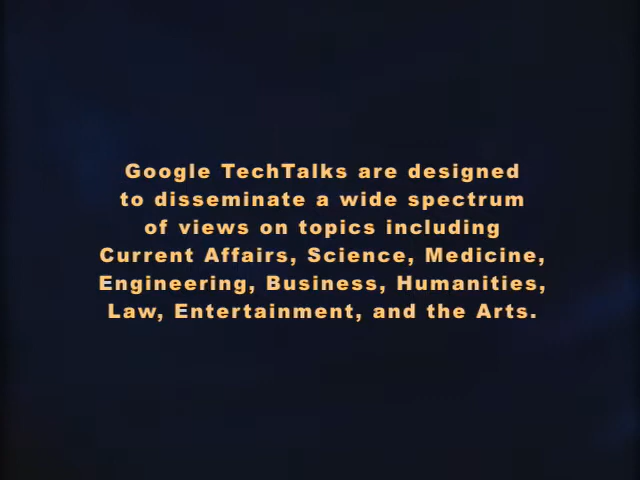 Google TechTalks are designed
to disseminate a wide spectrum
of views on topics including
Current Affairs, Science, Medicine,
Engineering, Business, Humanities,
Law, Entertainment, and the Arts.